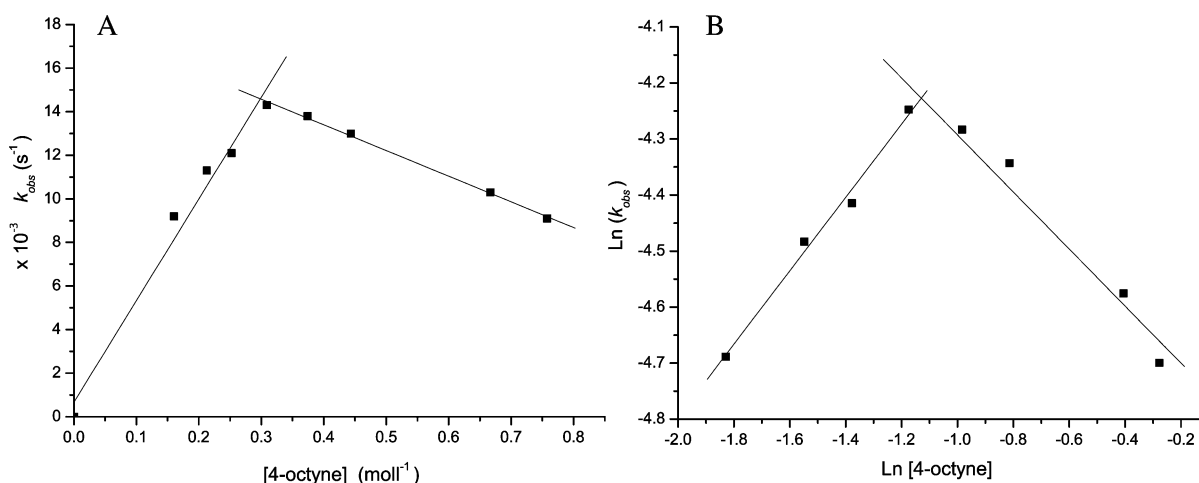 A
18
16
14
12
10
8
6
4
2
0
x 10⁻³ k_obs (s⁻¹)
0.0 0.1 0.2 0.3 0.4 0.5 0.6 0.7 0.8
[4-octyne] (moll⁻¹)
B
-4.1
-4.2
-4.3
-4.4
-4.5
-4.6
-4.7
-4.8
Ln (k_obs)
-2.0 -1.8 -1.6 -1.4 -1.2 -1.0 -0.8 -0.6 -0.4 -0.2
Ln [4-octyne]